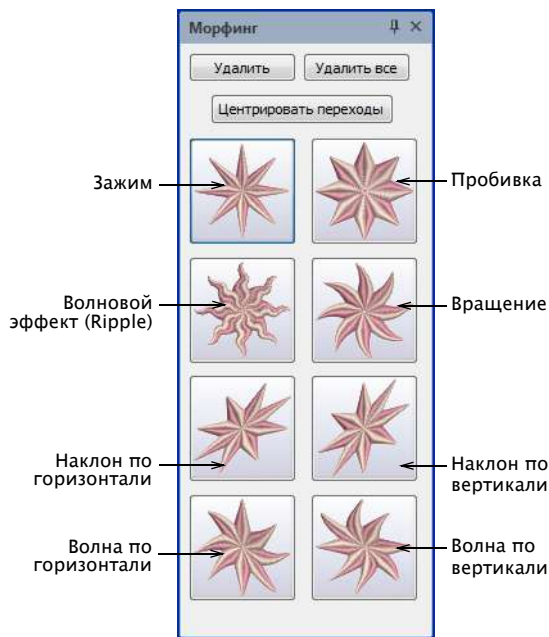 Морфинг
Удалить
Удалить все
Центрировать переходы
Зажим
Пробивка
Волновой
эффект (Ripple)
Вращение
Наклон по
горизонтали
Наклон по
вертикали
Волна по
горизонтали
Волна по
вертикали